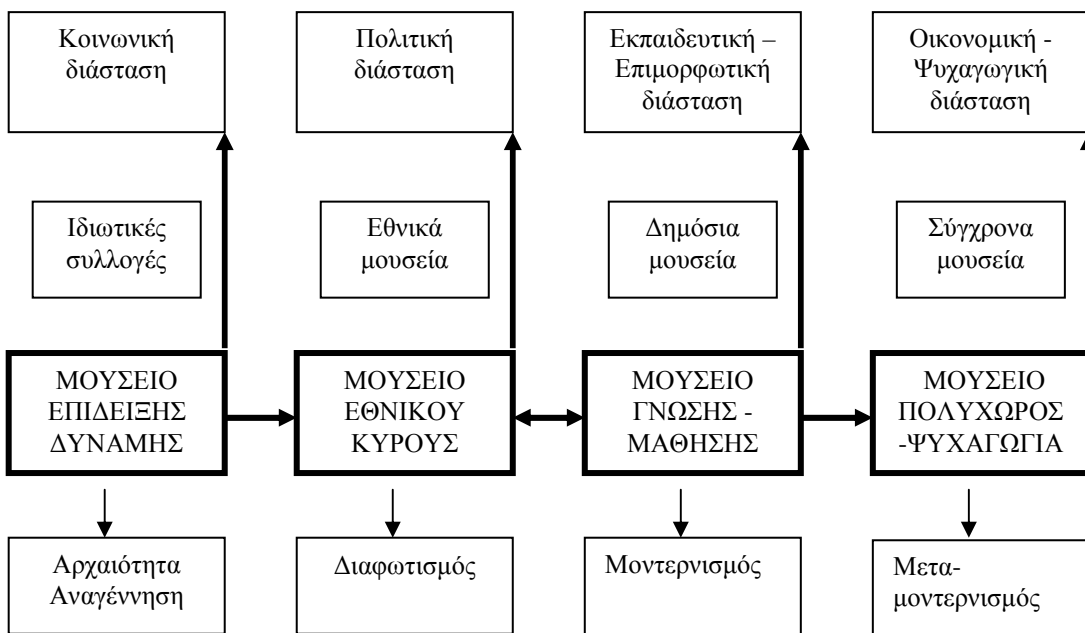 Κοινωνική
διάσταση
Πολιτική
διάσταση
Εκπαιδευτική –
Επιμορφωτική
διάσταση
Οικονομική -
Ψυχαγωγική
διάσταση
Ιδιωτικές
συλλογές
Εθνικά
μουσεία
Δημόσια
μουσεία
Σύγχρονα
μουσεία
ΜΟΥΣΕΙΟ
ΕΠΙΔΕΙΞΗΣ
ΔΥΝΑΜΗΣ
ΜΟΥΣΕΙΟ
ΕΘΝΙΚΟΥ
ΚΥΡΟΥΣ
ΜΟΥΣΕΙΟ
ΓΝΩΣΗΣ -
ΜΑΘΗΣΗΣ
ΜΟΥΣΕΙΟ
ΠΟΛΥΧΩΡΟΣ
-ΨΥΧΑΓΩΓΙΑ
Αρχαιότητα
Αναγέννηση
Διαφωτισμός
Μοντερνισμός
Μετα-
μοντερνισμός